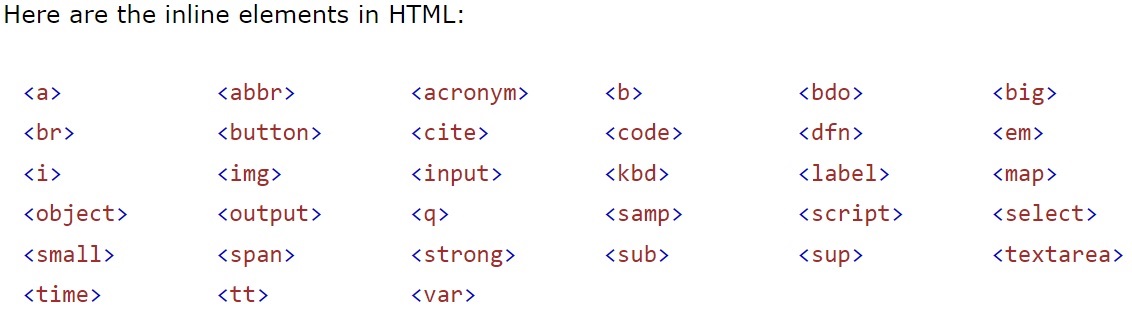 Here are the inline elements in HTML:
<a> <abbr> <acronym> <b> <bdo> <big>
<br> <button> <cite> <code> <dfn> <em>
<i> <img> <input> <kbd> <label> <map>
<object> <output> <q> <samp> <script> <select>
<small> <span> <strong> <sub> <sup> <textarea>
<time> <tt> <var>